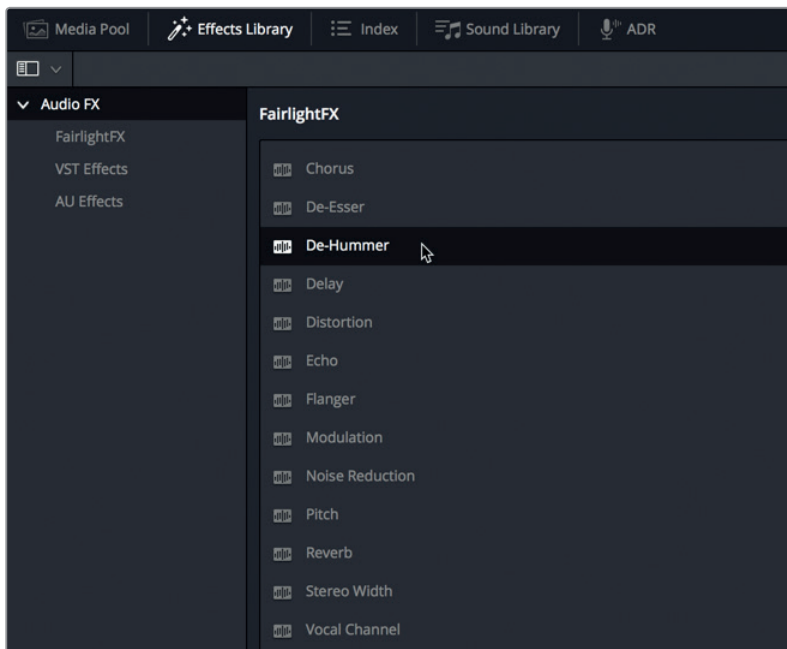 Media Pool
Effects Library
Index
Sound Library
ADR
Audio FX
FairlightFX
VST Effects
AU Effects
FairlightFX
Chorus
De-Esser
De-Hummer
Delay
Distortion
Echo
Flanger
Modulation
Noise Reduction
Pitch
Reverb
Stereo Width
Vocal Channel